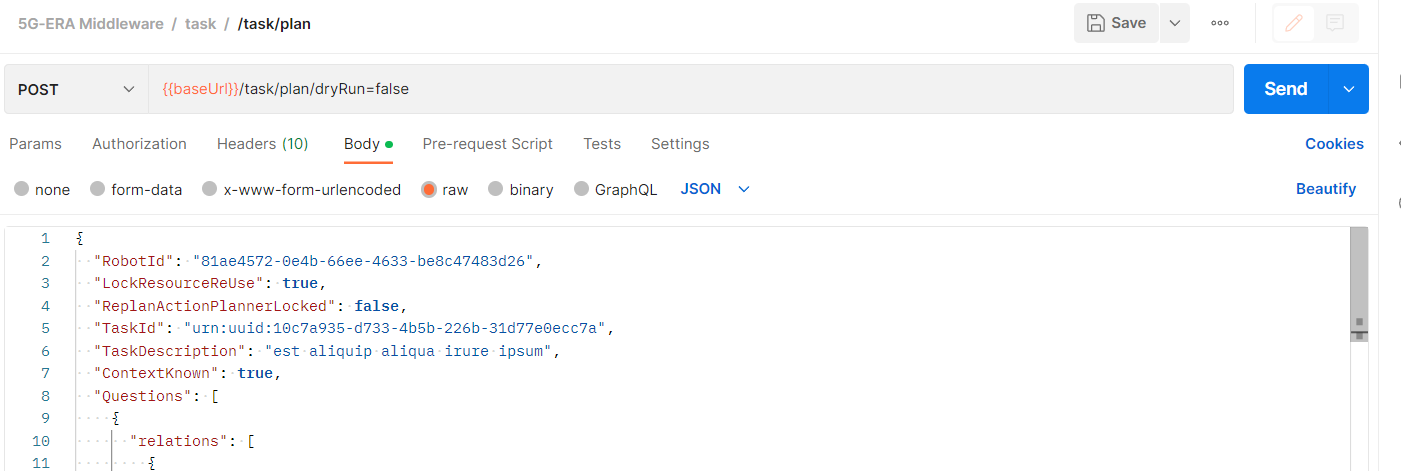 5G-ERA Middleware / task / /task/plan
Save
POST
{{baseUrl}}/task/plan/dryRun=false
Send
Params Authorization Headers (10) Body Pre-request Script Tests Settings Cookies
none form-data x-www-form-urlencoded raw binary GraphQL JSON Beautify
1 {
2 "RobotId": "81ae4572-0e4b-66ee-4633-be8c47483d26",
3 "LockResourceReUse": true,
4 "ReplanActionPlannerLocked": false,
5 "TaskId": "urn:uuid:10c7a935-d733-4b5b-226b-31d77e0ecc7a",
6 "TaskDescription": "est aliquip aliqua irure ipsum",
7 "ContextKnown": true,
8 "Questions": [
9 {
10 "relations": [
11 {